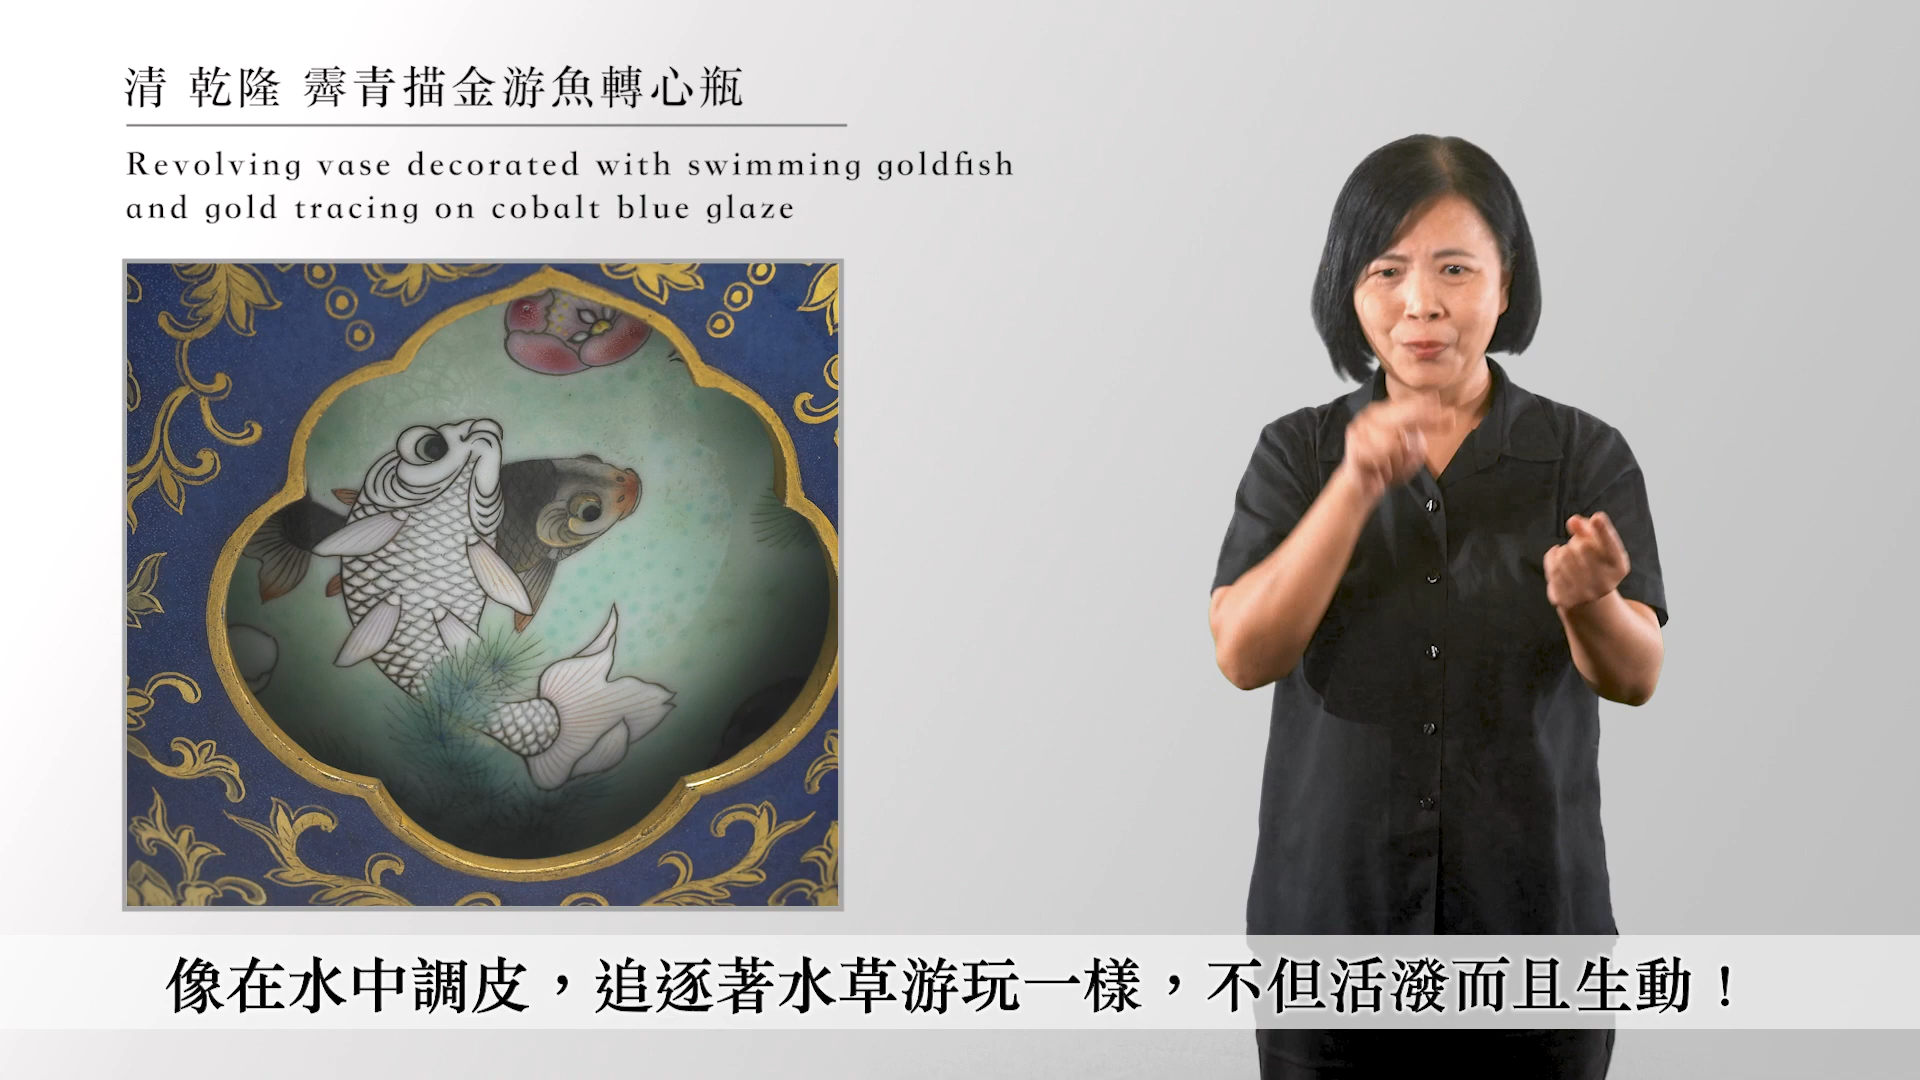 清 乾隆 霽青描金游魚轉心瓶
Revolving vase decorated with swimming goldfish
and gold tracing on cobalt blue glaze
像在水中調皮，追逐著水草游玩一樣，不但活潑而且生動！